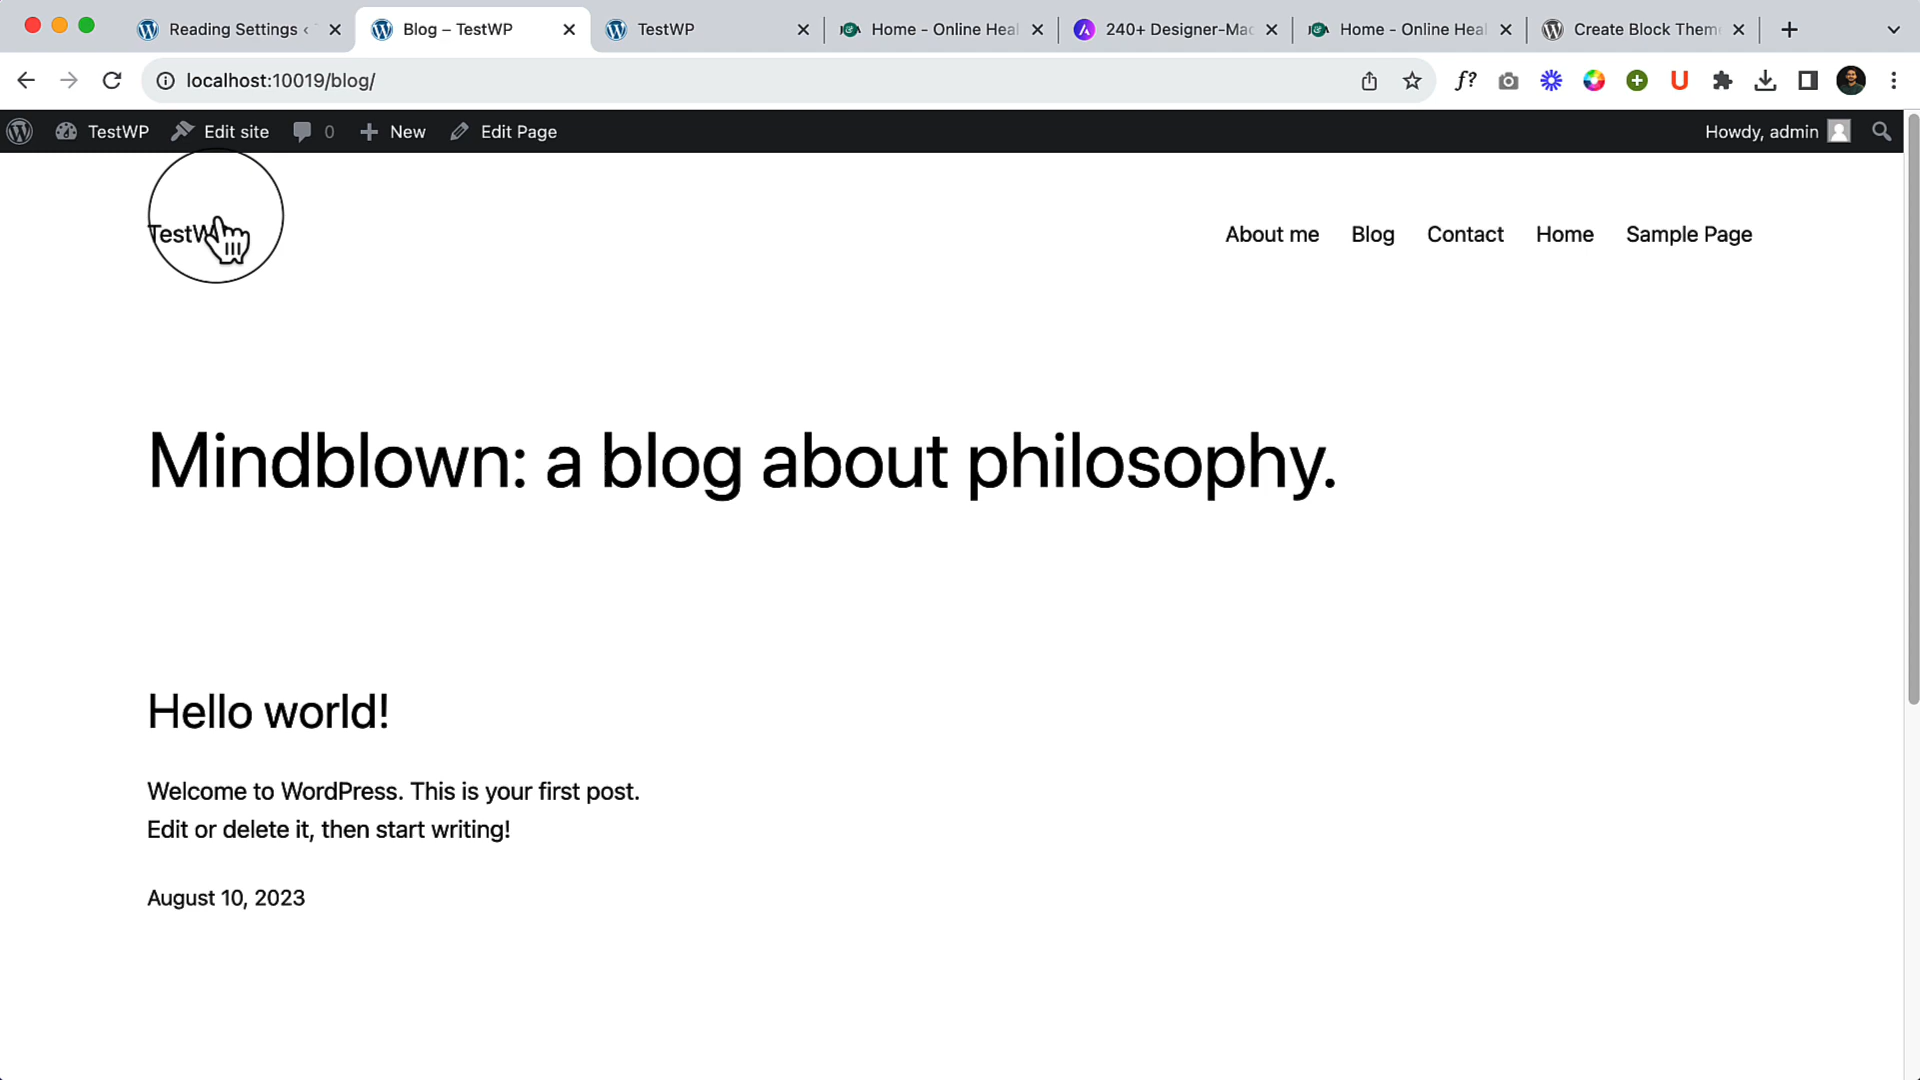 Reading Settings ‹
Blog – TestWP
TestWP
Home - Online Heal
240+ Designer-Mad
Home - Online Heal
Create Block Theme
localhost:10019/blog/
f?
TestWP
Edit site
0
New
Edit Page
Howdy, admin
TestW
About me
Blog
Contact
Home
Sample Page
Mindblown: a blog about philosophy.
Hello world!
Welcome to WordPress. This is your first post.
Edit or delete it, then start writing!
August 10, 2023